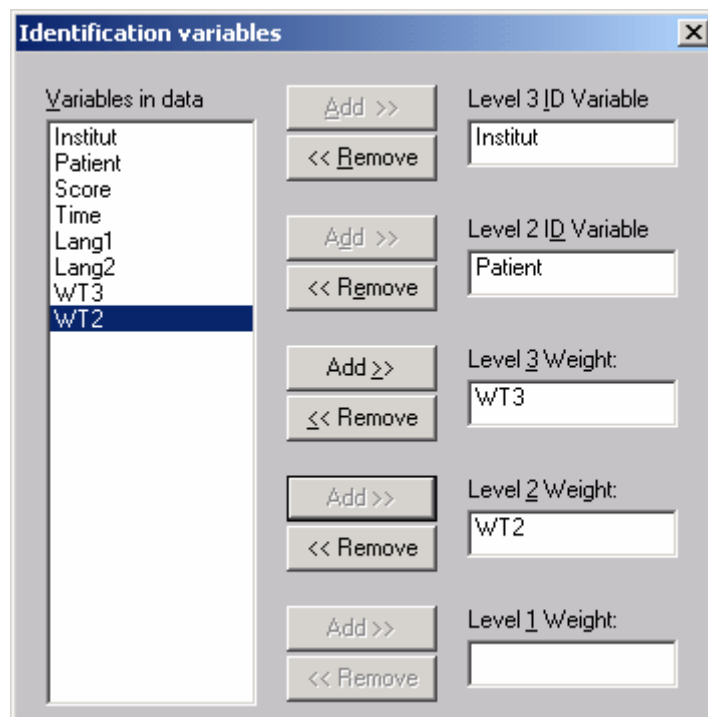 Identification variables
Variables in data
Institut
Patient
Score
Time
Lang1
Lang2
WT3
WT2
Add >>
<< Remove
Level 3 ID Variable
Institut
Add >>
<< Remove
Level 2 ID Variable
Patient
Add >>
<< Remove
Level 3 Weight:
WT3
Add >>
<< Remove
Level 2 Weight:
WT2
Add >>
<< Remove
Level 1 Weight: